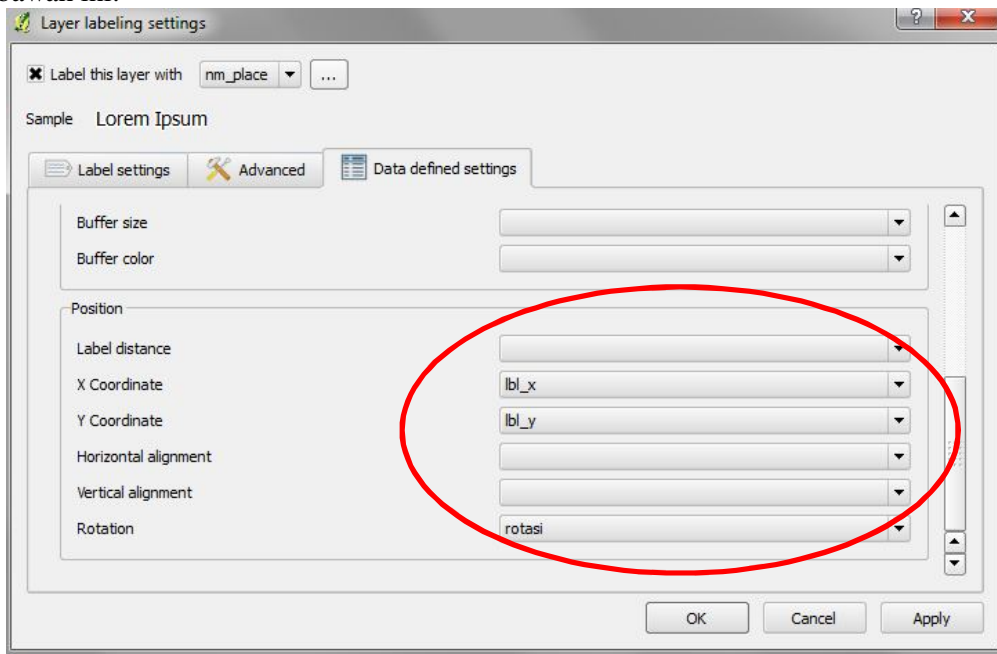 Layer labeling settings
Label this layer with nm_place ...
Sample Lorem Ipsum
Label settings Advanced Data defined settings
Buffer size
Buffer color
Position
Label distance
X Coordinate lbl_x
Y Coordinate lbl_y
Horizontal alignment
Vertical alignment
Rotation rotasi
OK Cancel Apply